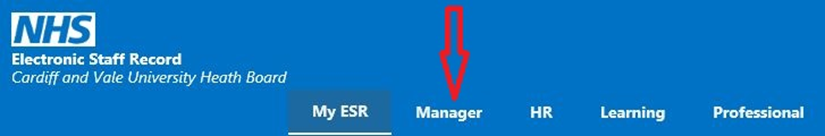 NHS
Electronic Staff Record
Cardiff and Vale University Heath Board
My ESR Manager HR Learning Professional